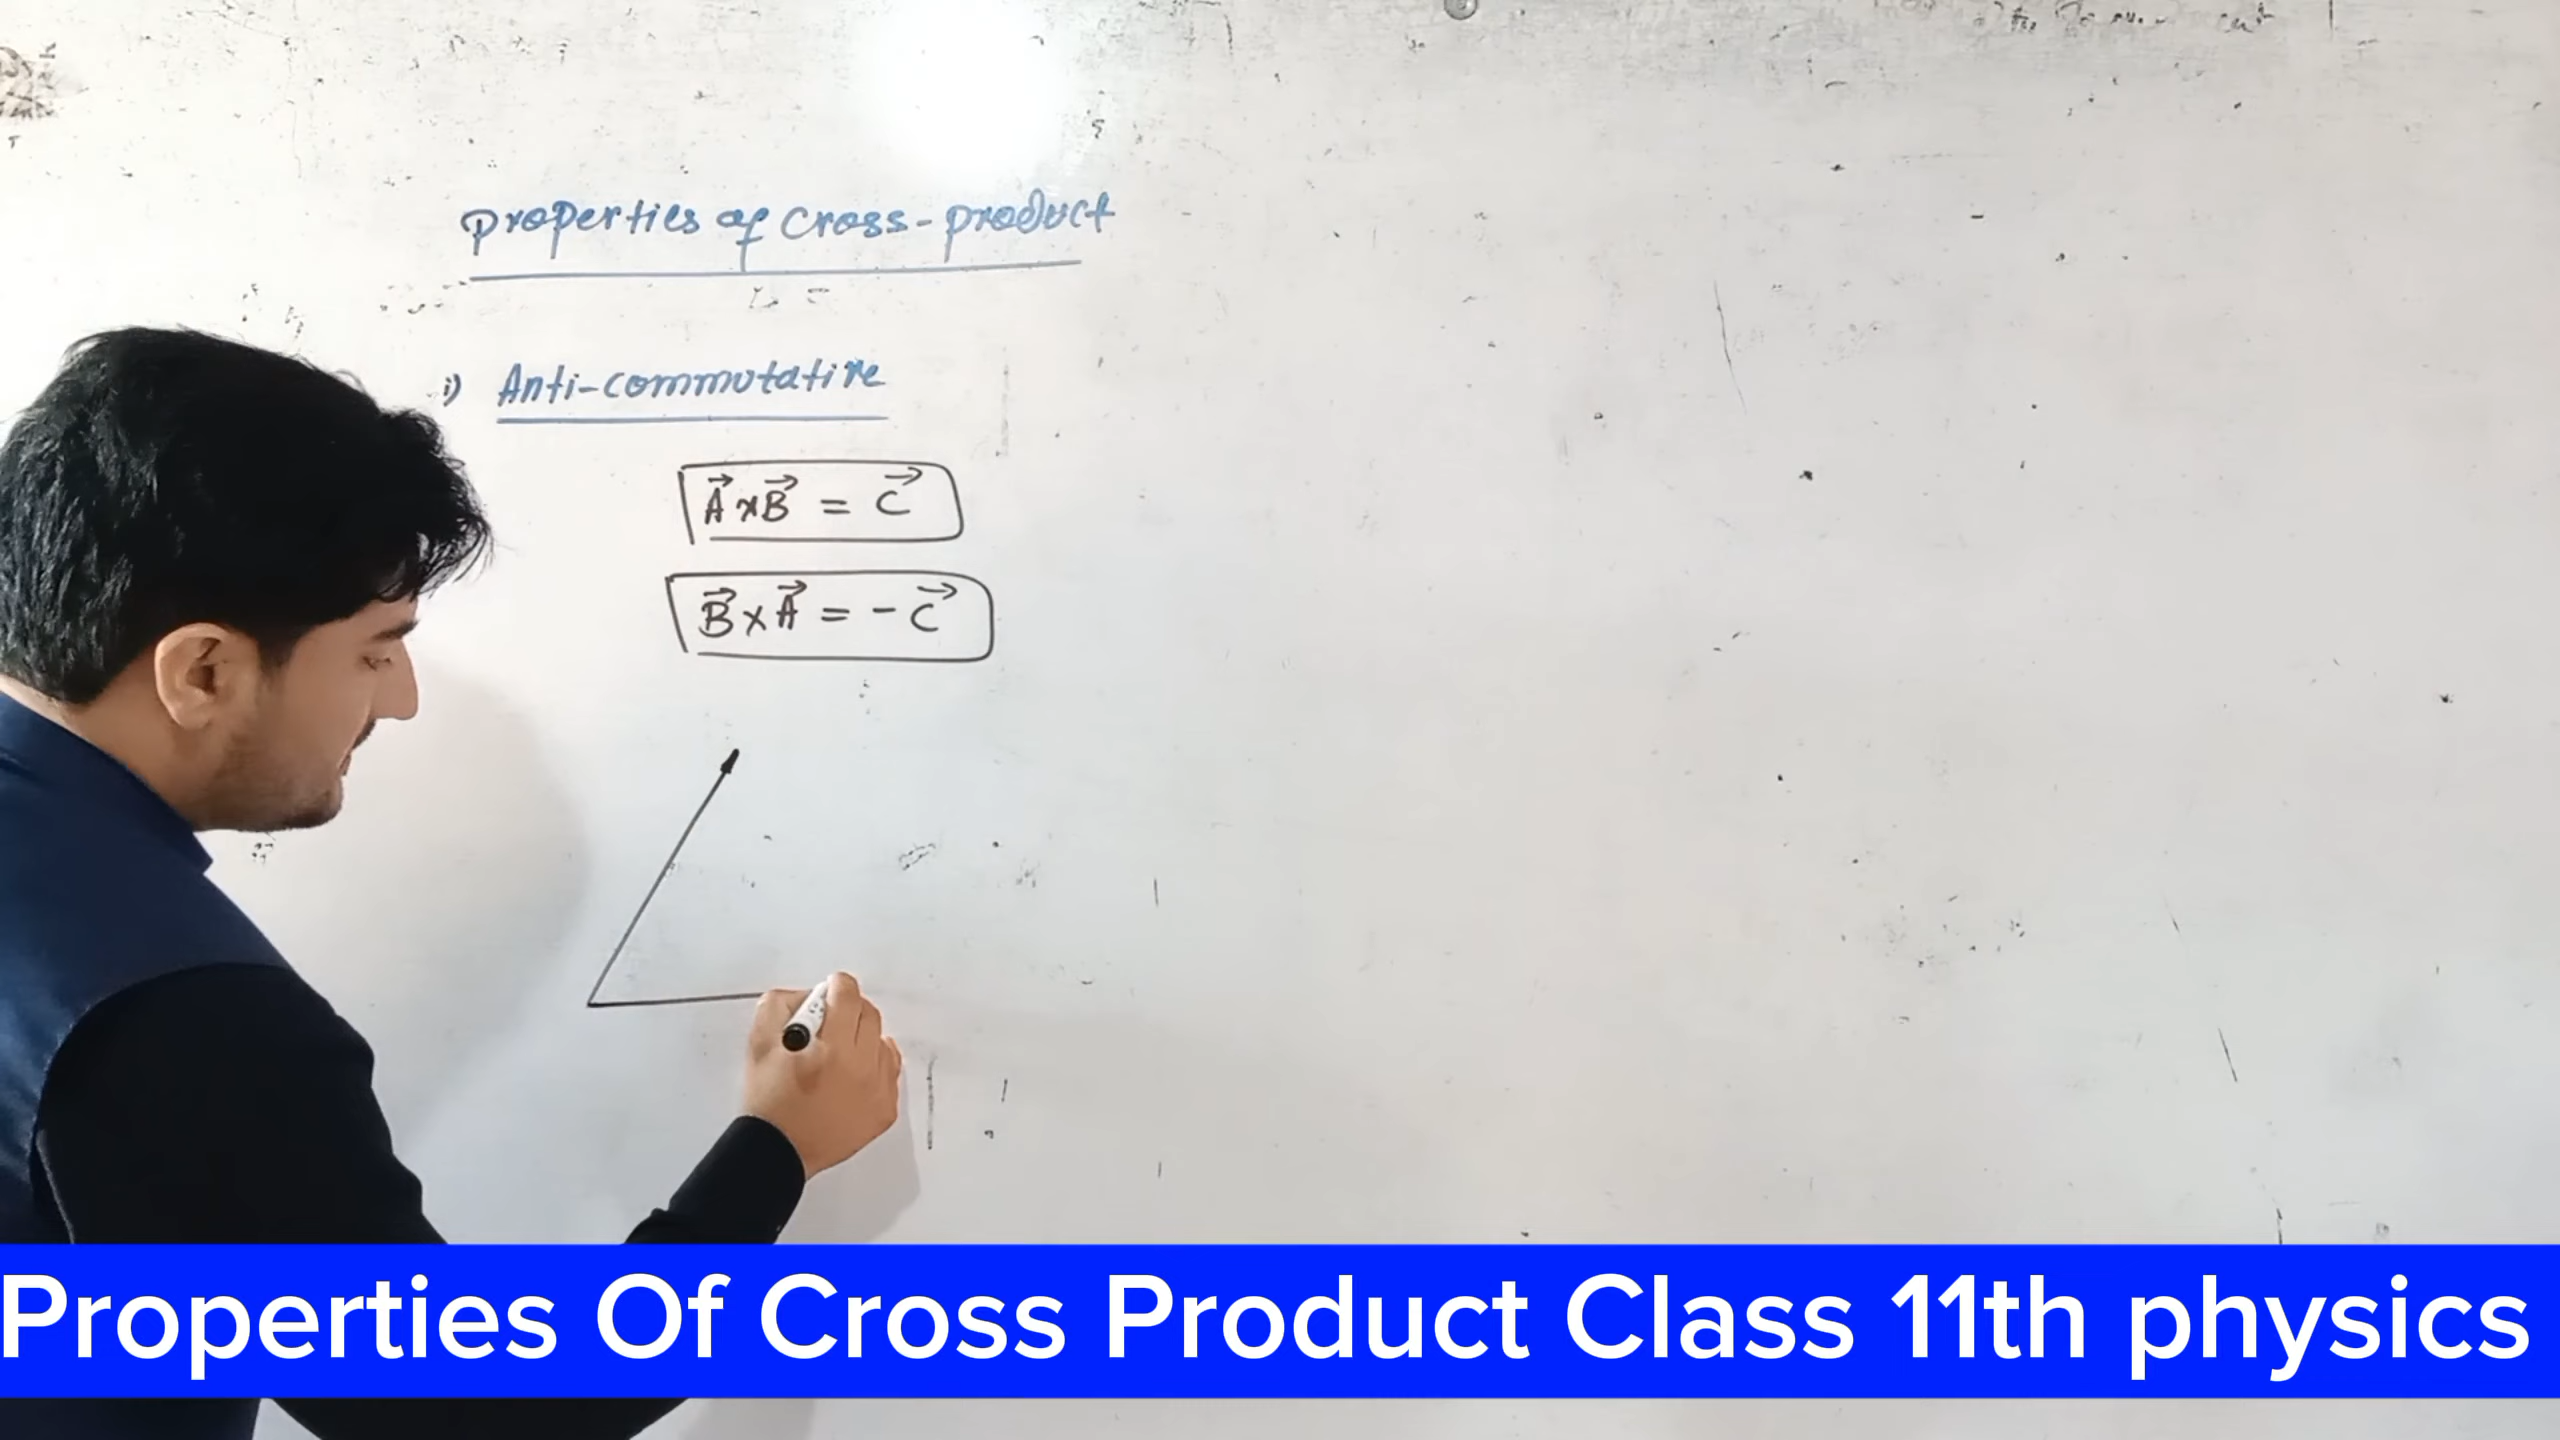 Properties of Cross-product
i) Anti-commutative
A⃗ × B⃗ = C⃗
B⃗ × A⃗ = -C⃗
Properties Of Cross Product Class 11th physics